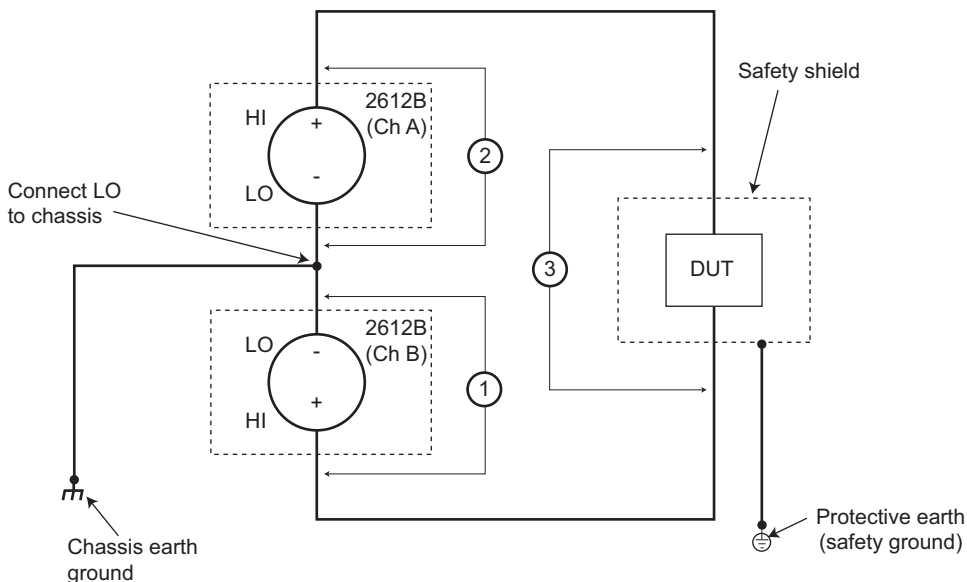 Safety shield
2612B
(Ch A)
HI
+
-
LO
2
Connect LO
to chassis
3
DUT
2612B
(Ch B)
LO
-
+
HI
1
Chassis earth
ground
Protective earth
(safety ground)